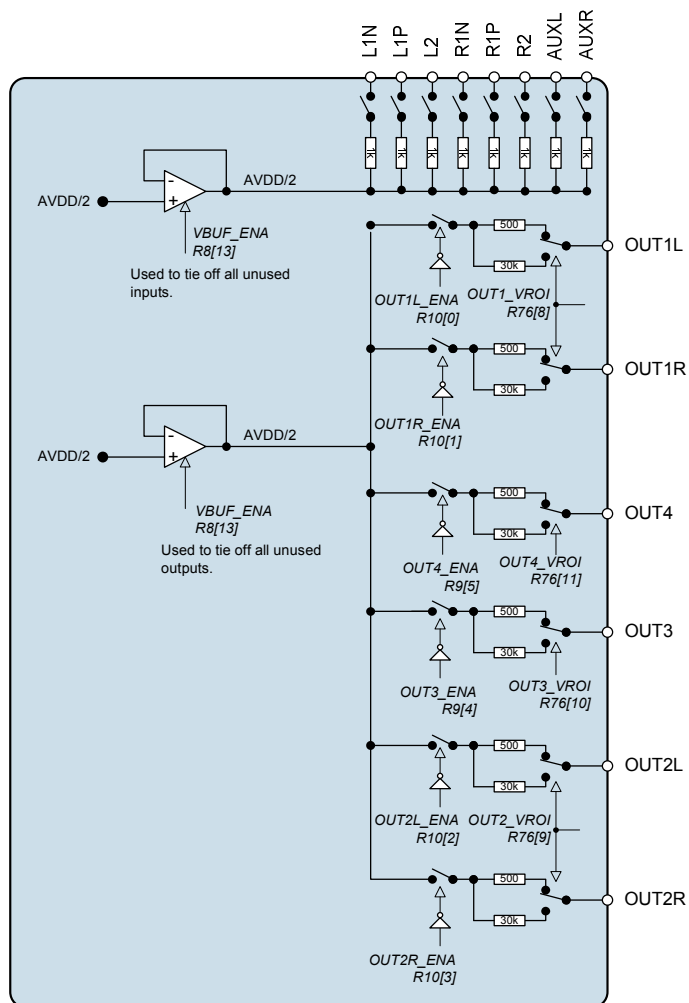 L1N
L1P
L2
R1N
R1P
R2
AUXL
AUXR
1k
1k
1k
1k
1k
1k
1k
1k
AVDD/2
-
+
AVDD/2
VBUF_ENA
R8[13]
Used to tie off all unused
inputs.
500
30k
OUT1L
OUT1L_ENA
R10[0]
OUT1_VROI
R76[8]
500
30k
OUT1R
OUT1R_ENA
R10[1]
AVDD/2
-
+
AVDD/2
VBUF_ENA
R8[13]
Used to tie off all unused
outputs.
500
30k
OUT4
OUT4_ENA
R9[5]
OUT4_VROI
R76[11]
500
30k
OUT3
OUT3_ENA
R9[4]
OUT3_VROI
R76[10]
500
30k
OUT2L
OUT2L_ENA
R10[2]
OUT2_VROI
R76[9]
500
30k
OUT2R
OUT2R_ENA
R10[3]